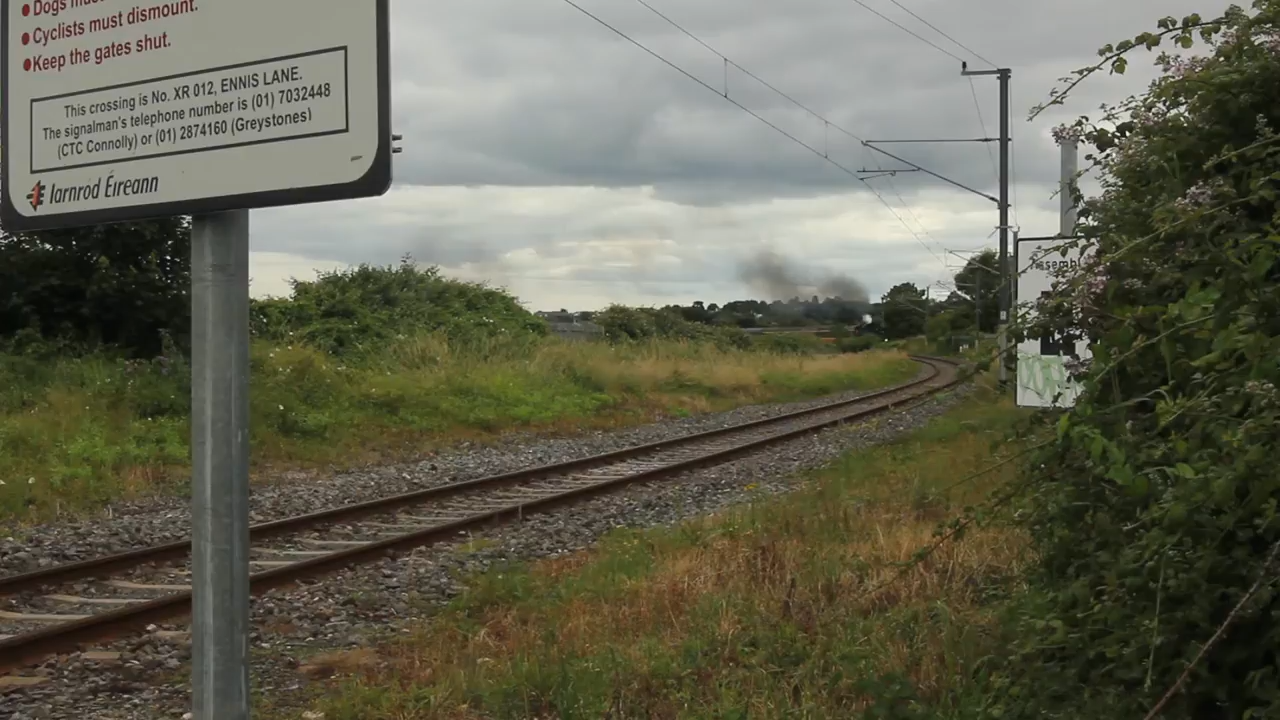 ●Dogs must
●Cyclists must dismount.
●Keep the gates shut.
This crossing is No. XR 012, ENNIS LANE.
The signalman's telephone number is (01) 7032448
(CTC Connolly) or (01) 2874160 (Greystones)
Iarnród Éireann